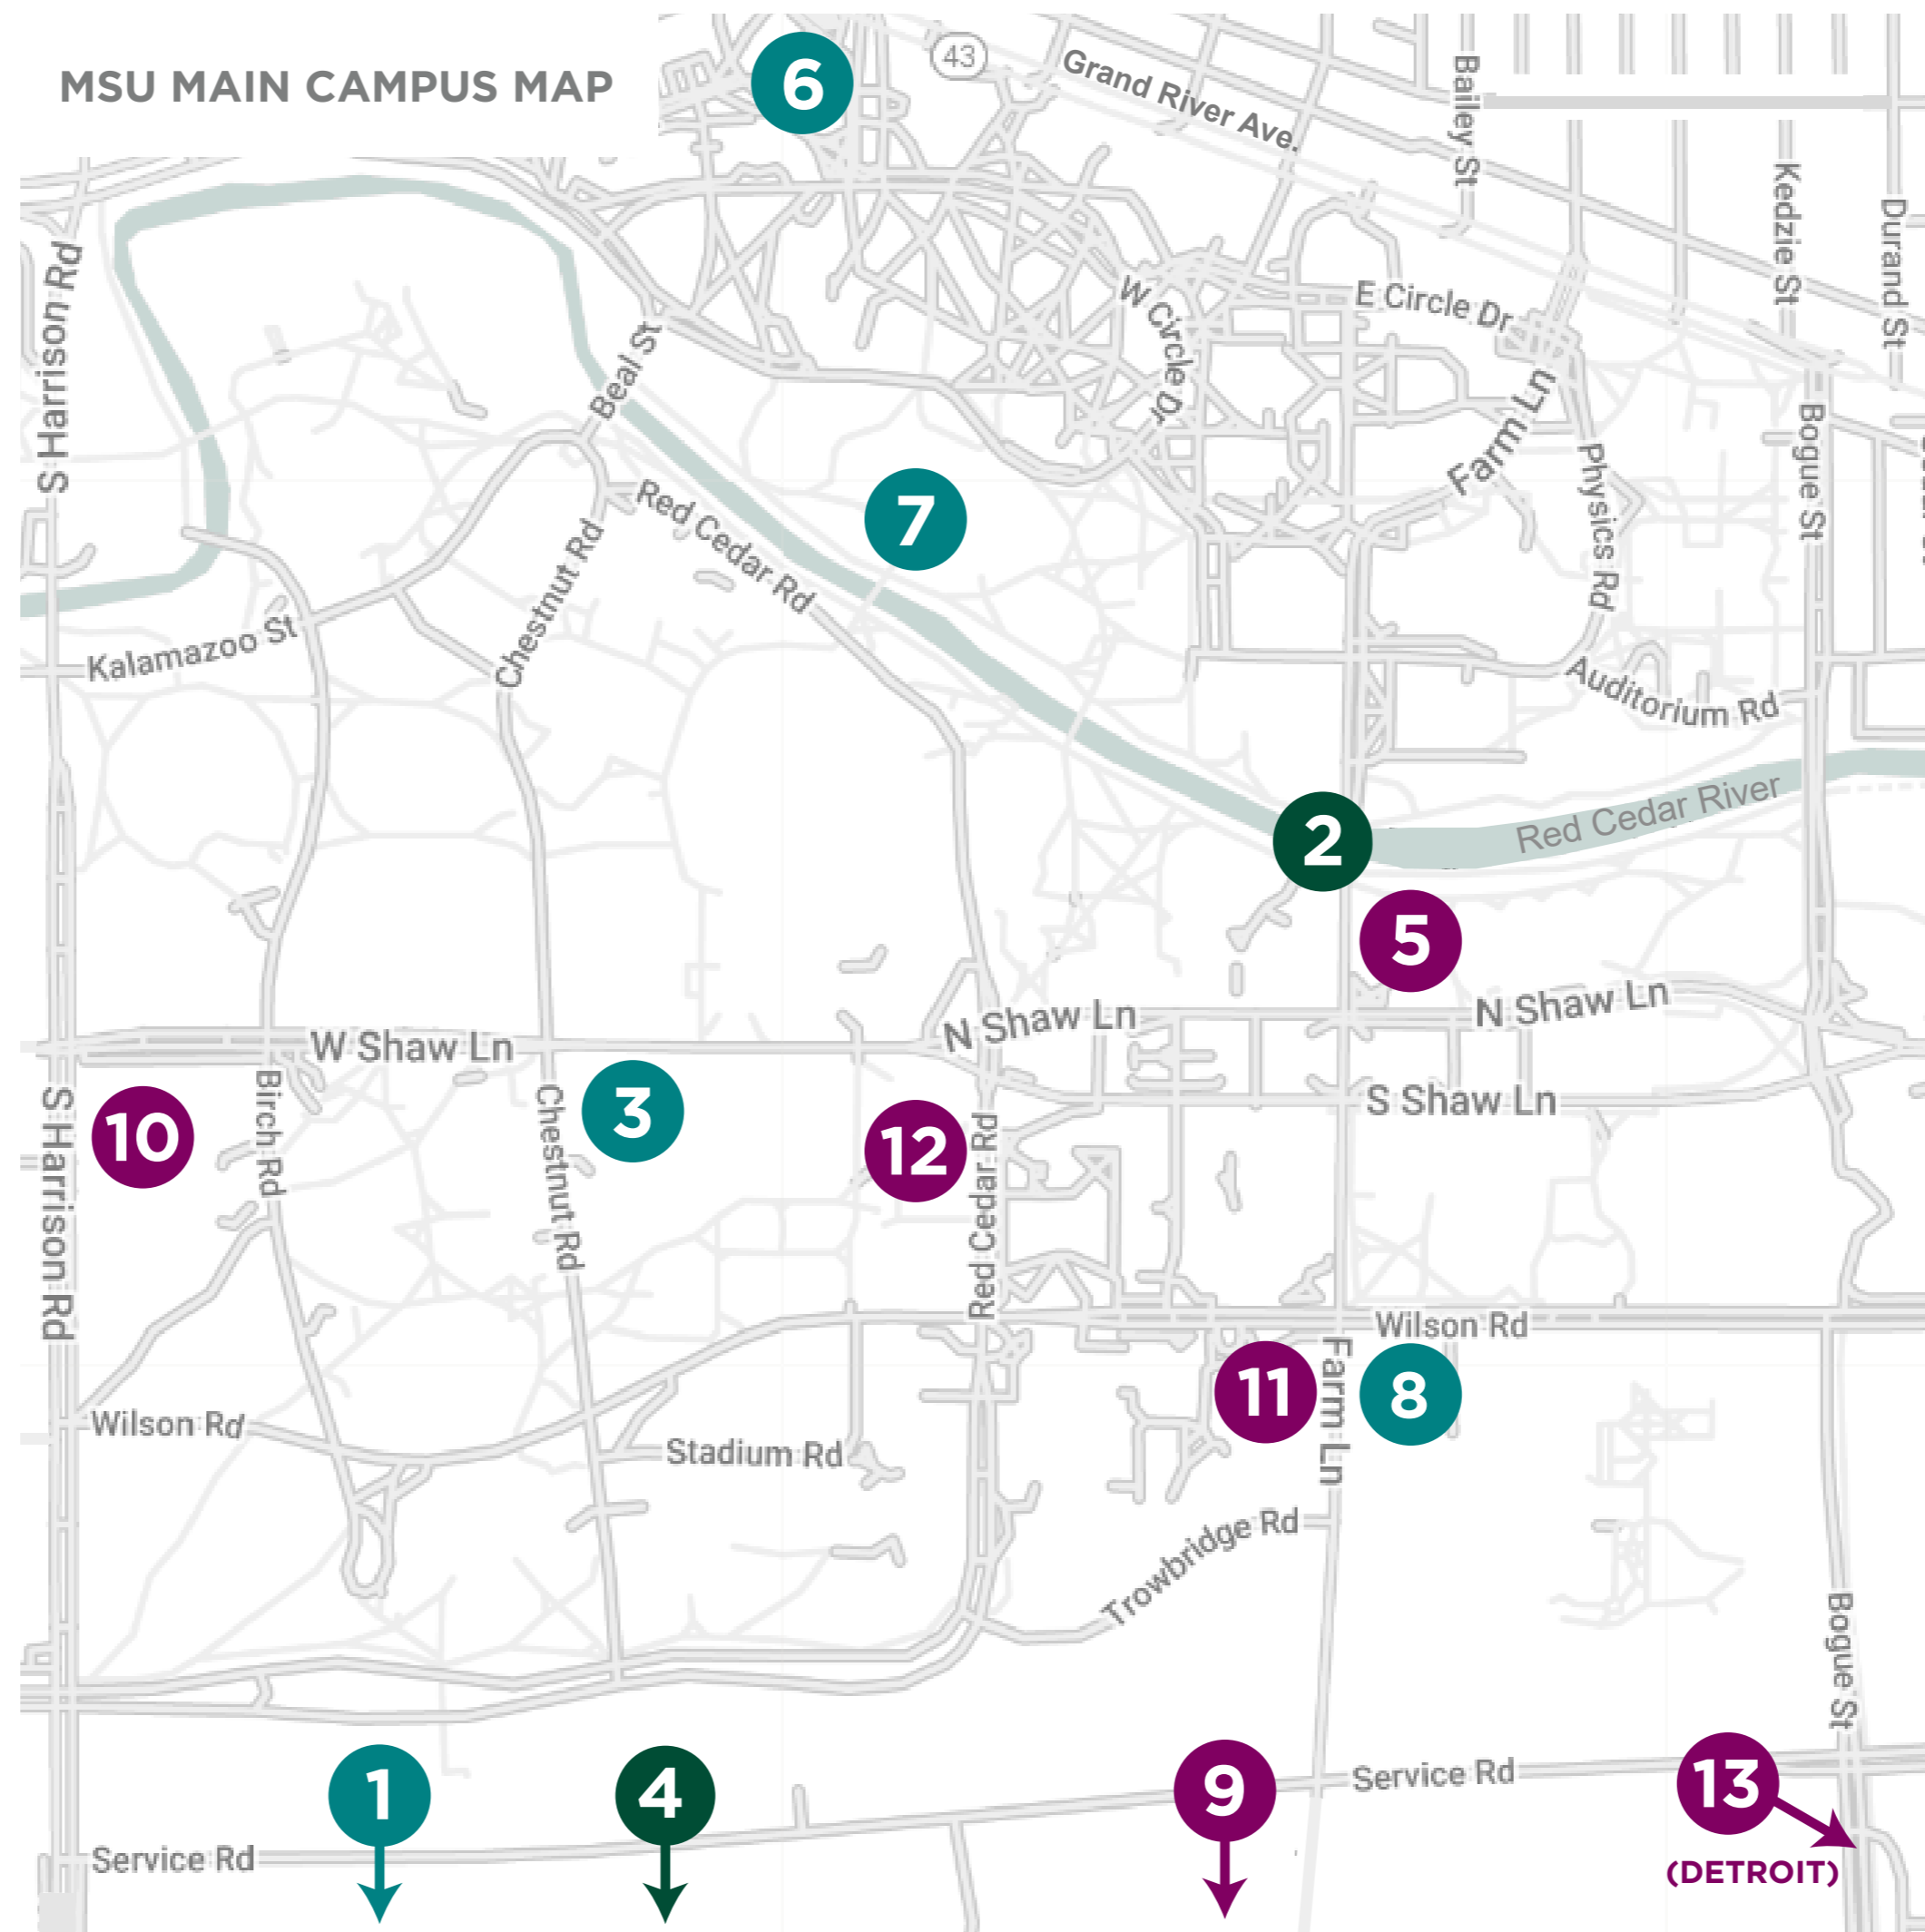 MSU MAIN CAMPUS MAP
6
43
Grand River Ave.
Bailey St
Kedzie St
Durand St
S Harrison Rd
W Circle Dr
E Circle Dr
Beal St
Farm Ln
Bogue St
Physics Rd
7
Red Cedar Rd
Chestnut Rd
Kalamazoo St
Auditorium Rd
Red Cedar River
2
5
N Shaw Ln
N Shaw Ln
W Shaw Ln
S Shaw Ln
10
3
12
Birch Rd
Chestnut Rd
S Harrison Rd
Red Cedar Rd
Wilson Rd
11
8
Farm Ln
Wilson Rd
Stadium Rd
Trowbridge Rd
Bogue St
1
4
9
Service Rd
13
(DETROIT)
Service Rd